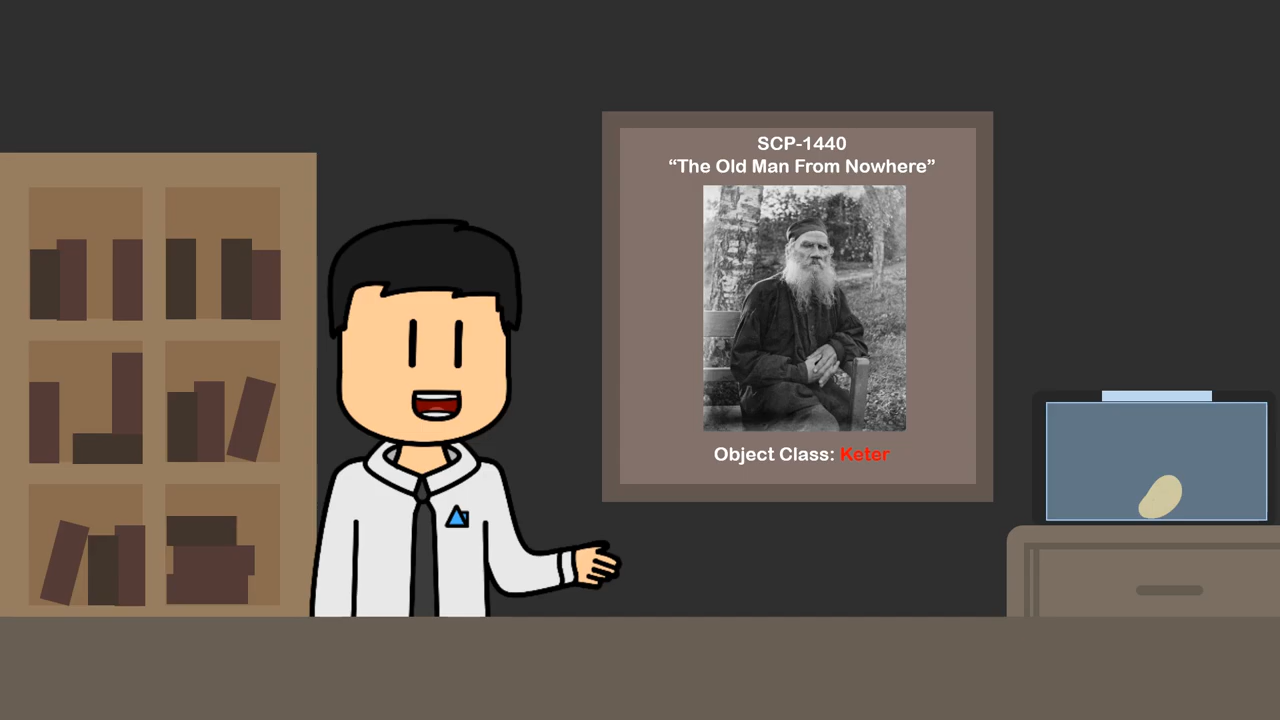 SCP-1440
“The Old Man From Nowhere”
Object Class: Keter